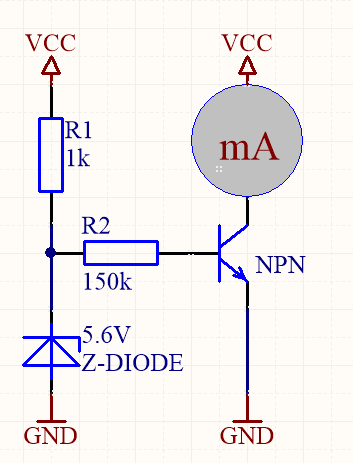 VCC
VCC
R1
1k
mA
R2
150k
NPN
5.6V
Z-DIODE
GND
GND